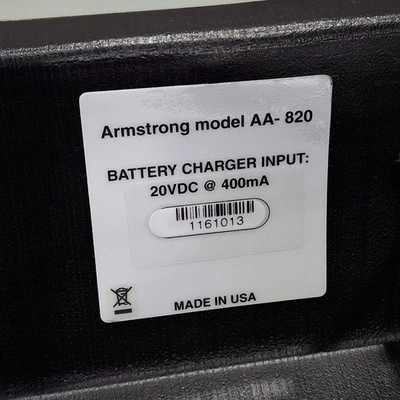 Armstrong model AA- 820
BATTERY CHARGER INPUT:
20VDC @ 400mA
1161013
MADE IN USA